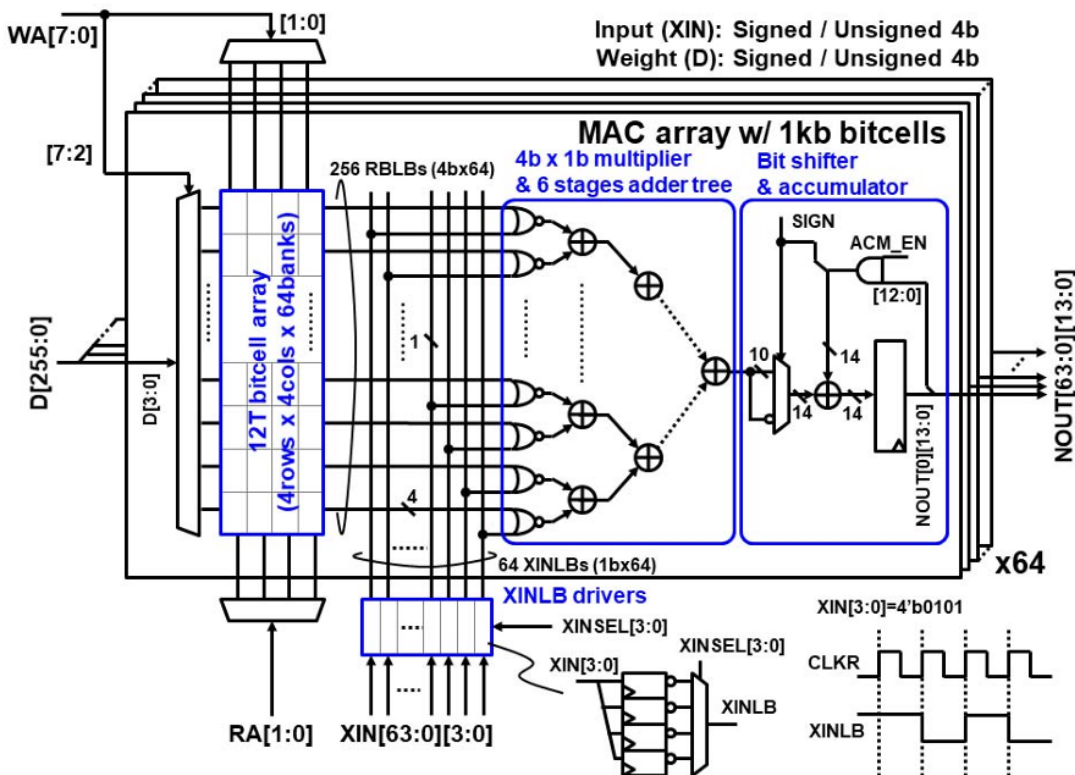 WA[7:0]
[1:0]
Input (XIN): Signed / Unsigned 4b
Weight (D): Signed / Unsigned 4b
MAC array w/ 1kb bitcells
[7:2]
256 RBLBs (4bx64)
4b x 1b multiplier
& 6 stages adder tree
Bit shifter
& accumulator
SIGN
ACM_EN
[12:0]
12T bitcell array
(4rows x 4cols x 64banks)
1
10
14
14
14
D[255:0]
D[3:0]
NOUT[0][13:0]
NOUT[63:0][13:0]
4
64 XINLBs (1bx64)
x64
XINLB drivers
XINSEL[3:0]
XIN[3:0]
XINSEL[3:0]
XINLB
RA[1:0]
XIN[63:0][3:0]
XIN[3:0]=4'b0101
CLKR
XINLB